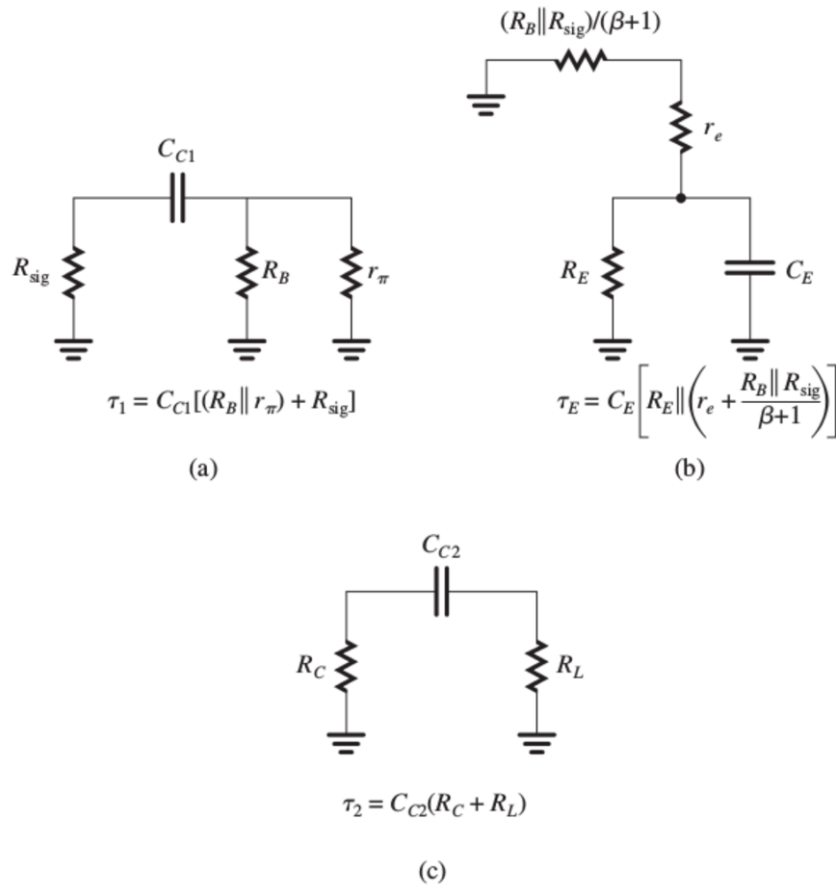 (R_B||R_sig)/(β+1)
r_e
C_C1
R_sig
R_B
r_π
R_E
C_E
τ_1 = C_C1[(R_B||r_π) + R_sig]
τ_E = C_E[R_E||(r_e + (R_B||R_sig)/(β+1))]
(a)
(b)
C_C2
R_C
R_L
τ_2 = C_C2(R_C + R_L)
(c)